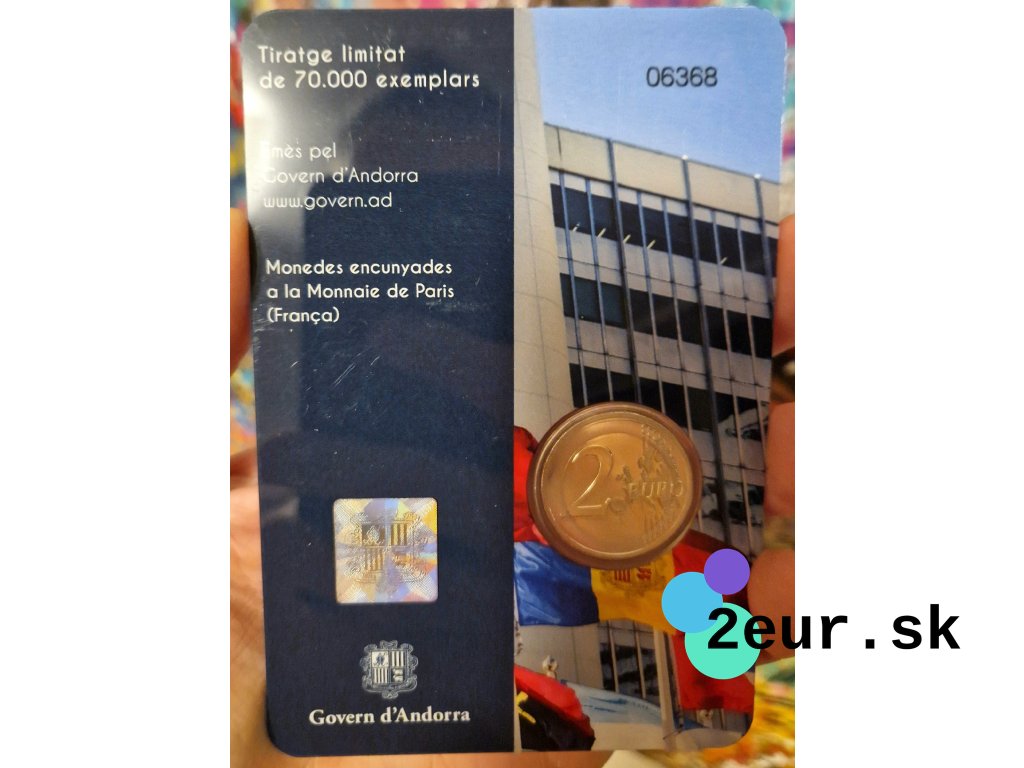 Tiratge limitat
de 70.000 exemplars
06368
Emès pel
Govern d'Andorra
www.govern.ad
Monedes encunyades
a la Monnaie de Paris
(França)
2 EURO
2eur.sk
Govern d'Andorra